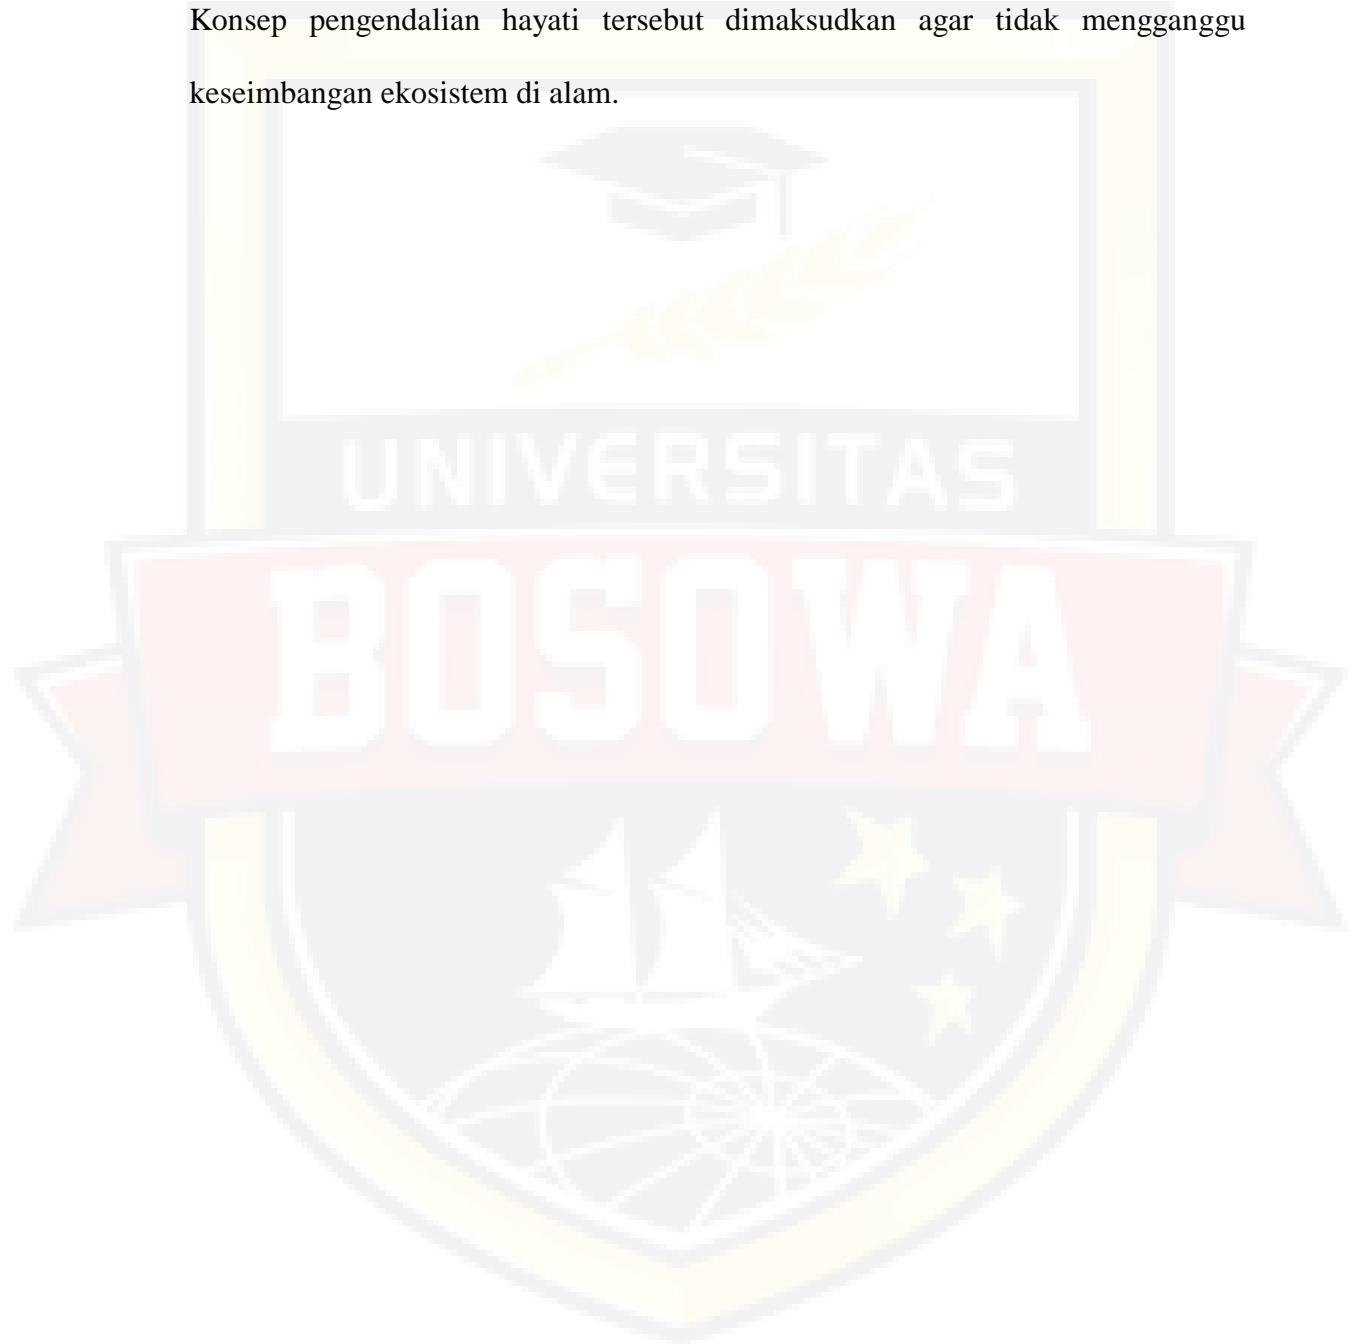 Konsep pengendalian hayati tersebut dimaksudkan agar tidak mengganggu
keseimbangan ekosistem di alam.
UNIVERSITAS
BOSOWA